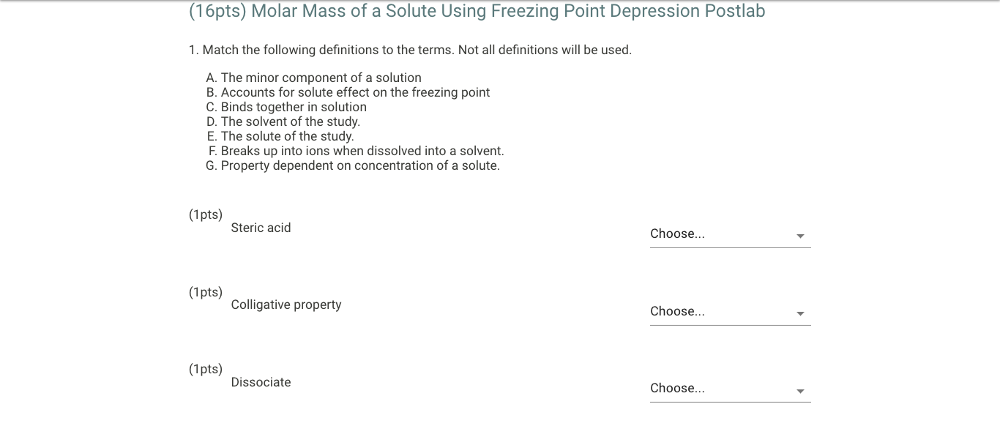 (16pts) Molar Mass of a Solute Using Freezing Point Depression Postlab
1. Match the following definitions to the terms. Not all definitions will be used.
A. The minor component of a solution
B. Accounts for solute effect on the freezing point
C. Binds together in solution
D. The solvent of the study.
E. The solute of the study.
F. Breaks up into ions when dissolved into a solvent.
G. Property dependent on concentration of a solute.
(1pts)
Steric acid
Choose...
(1pts)
Colligative property
Choose...
(1pts)
Dissociate
Choose...